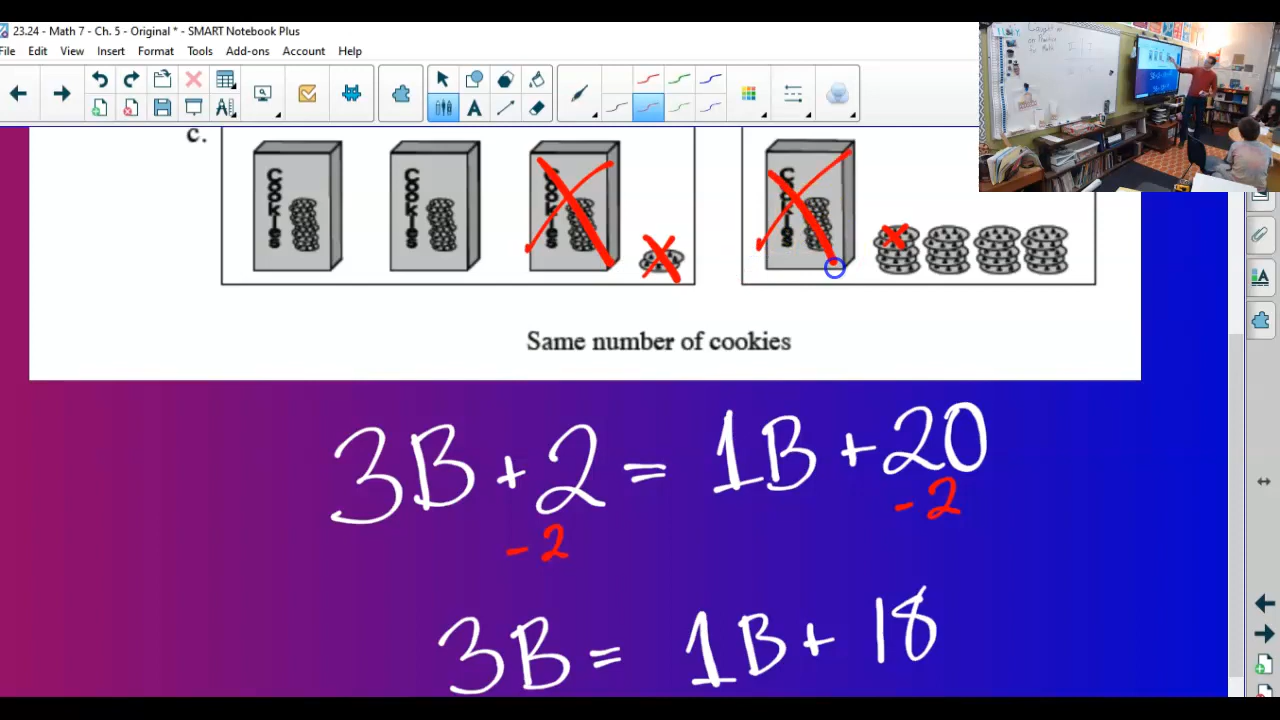 23.24 - Math 7 - Ch. 5 - Original * - SMART Notebook Plus
File Edit View Insert Format Tools Add-ons Account Help
c.
Cookies Cookies Cookies Cookies
Same number of cookies
3B + 2 = 1B + 20
- 2 - 2
3B = 1B + 18